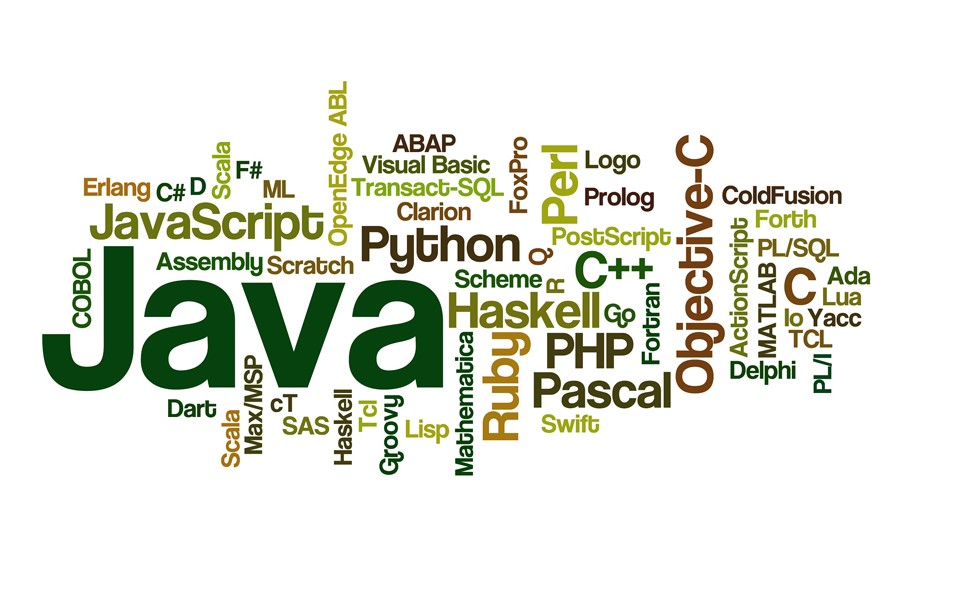 OpenEdge ABL
ABAP
Visual Basic
Transact-SQL
Clarion
FoxPro
Perl
Logo
Prolog
Objective-C
ColdFusion
Forth
Erlang
C#
D
Scala
F#
ML
JavaScript
Python
Q
PostScript
ActionScript
PL/SQL
COBOL
Assembly
Scratch
Scheme
R
C++
MATLAB
C
Ada
Lua
Java
Haskell
Go
Fortran
Io
Yacc
TCL
Mathematica
Ruby
PHP
Pascal
Delphi
PL/I
Dart
Scala
Max/MSP
cT
SAS
Haskell
Tcl
Groovy
Lisp
Swift